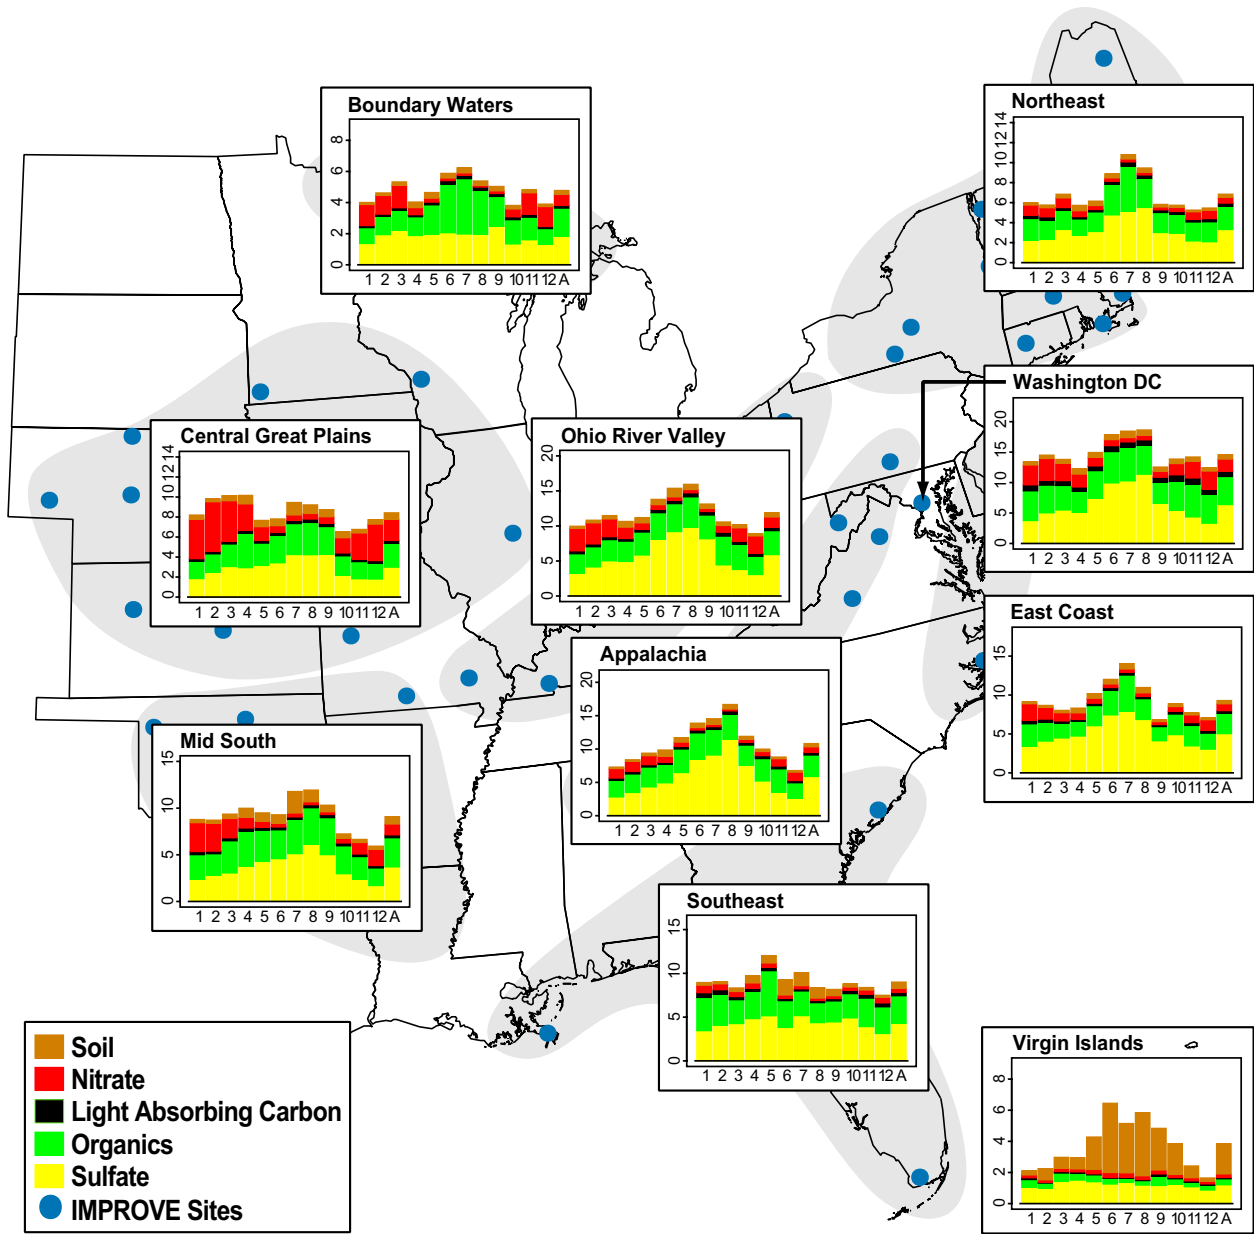 Boundary Waters
8
6
4
2
0
1 2 3 4 5 6 7 8 9 10 11 12 A
Northeast
14
12
10
8
6
4
2
0
1 2 3 4 5 6 7 8 9 10 11 12 A
Washington DC
20
15
10
5
0
1 2 3 4 5 6 7 8 9 10 11 12 A
Central Great Plains
14
12
10
8
6
4
2
0
1 2 3 4 5 6 7 8 9 10 11 12 A
Ohio River Valley
20
15
10
5
0
1 2 3 4 5 6 7 8 9 10 11 12 A
East Coast
15
10
5
0
1 2 3 4 5 6 7 8 9 10 11 12 A
Appalachia
20
15
10
5
0
1 2 3 4 5 6 7 8 9 10 11 12 A
Mid South
15
10
5
0
1 2 3 4 5 6 7 8 9 10 11 12 A
Southeast
15
10
5
0
1 2 3 4 5 6 7 8 9 10 11 12 A
Virgin Islands
8
6
4
2
0
1 2 3 4 5 6 7 8 9 10 11 12 A
Soil
Nitrate
Light Absorbing Carbon
Organics
Sulfate
IMPROVE Sites